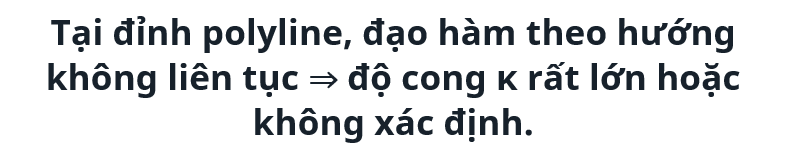 Tại đỉnh polyline, đạo hàm theo hướng
không liên tục ⇒ độ cong κ rất lớn hoặc
không xác định.